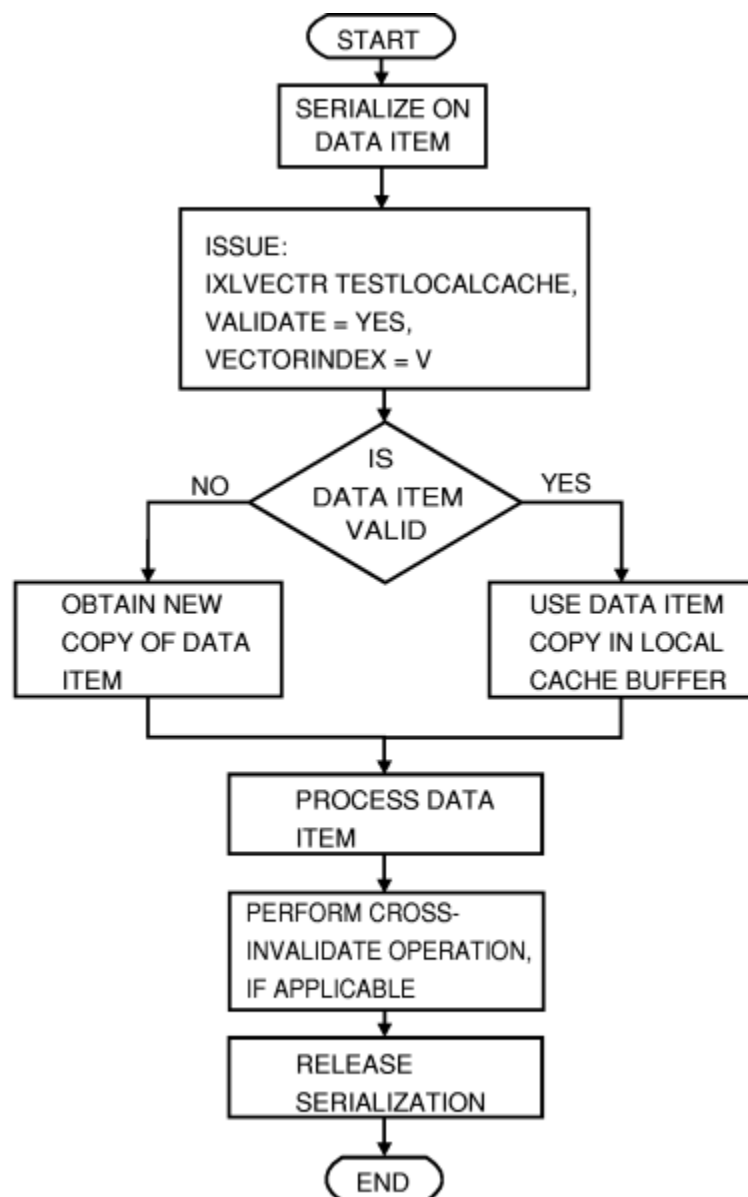 START
SERIALIZE ON
DATA ITEM
ISSUE:
IXLVECTR TESTLOCALCACHE,
VALIDATE = YES,
VECTORINDEX = V
IS
DATA ITEM
VALID
NO
YES
OBTAIN NEW
COPY OF DATA
ITEM
USE DATA ITEM
COPY IN LOCAL
CACHE BUFFER
PROCESS DATA
ITEM
PERFORM CROSS-
INVALIDATE OPERATION,
IF APPLICABLE
RELEASE
SERIALIZATION
END